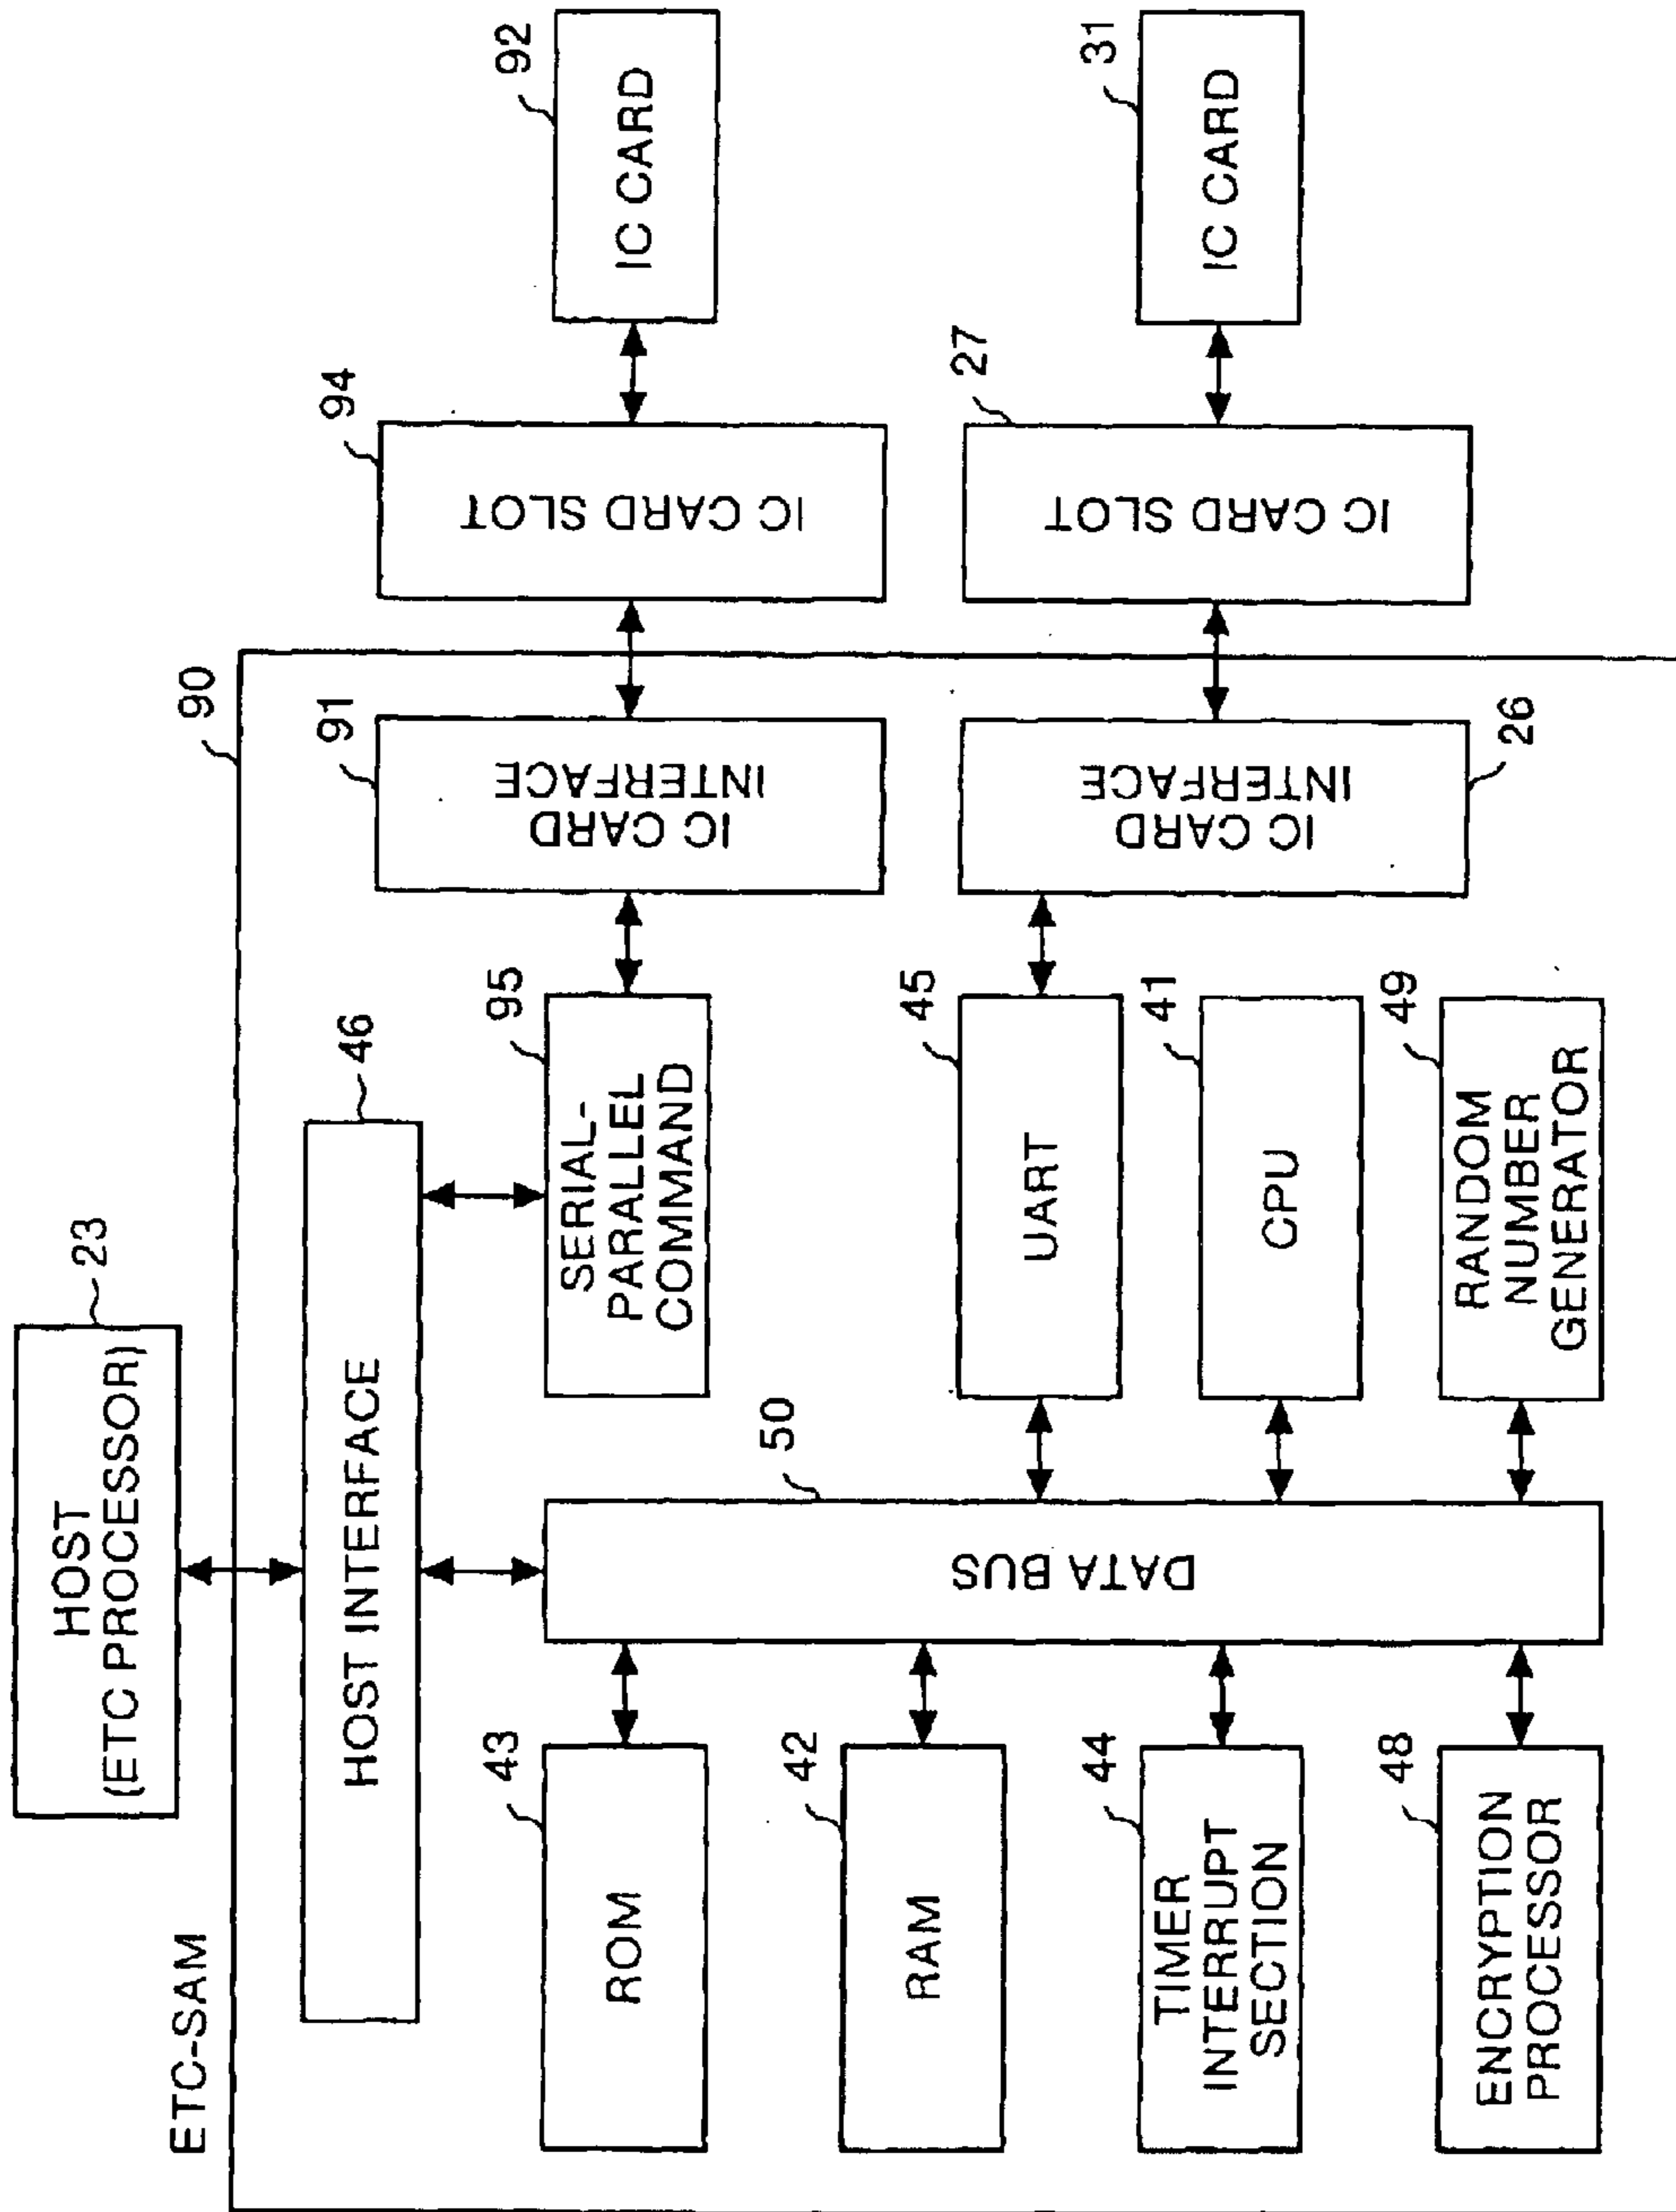 HOST
(ETC PROCESSOR)
23
ETC-SAM
90
HOST INTERFACE
46
ROM
43
RAM
42
TIMER
INTERRUPT
SECTION
44
ENCRYPTION
PROCESSOR
48
DATA BUS
50
SERIAL-
PARALLEL
COMMAND
95
UART
45
CPU
41
RANDOM
NUMBER
GENERATOR
49
IC CARD
INTERFACE
91
IC CARD
INTERFACE
26
IC CARD SLOT
94
IC CARD SLOT
27
IC CARD
92
IC CARD
31